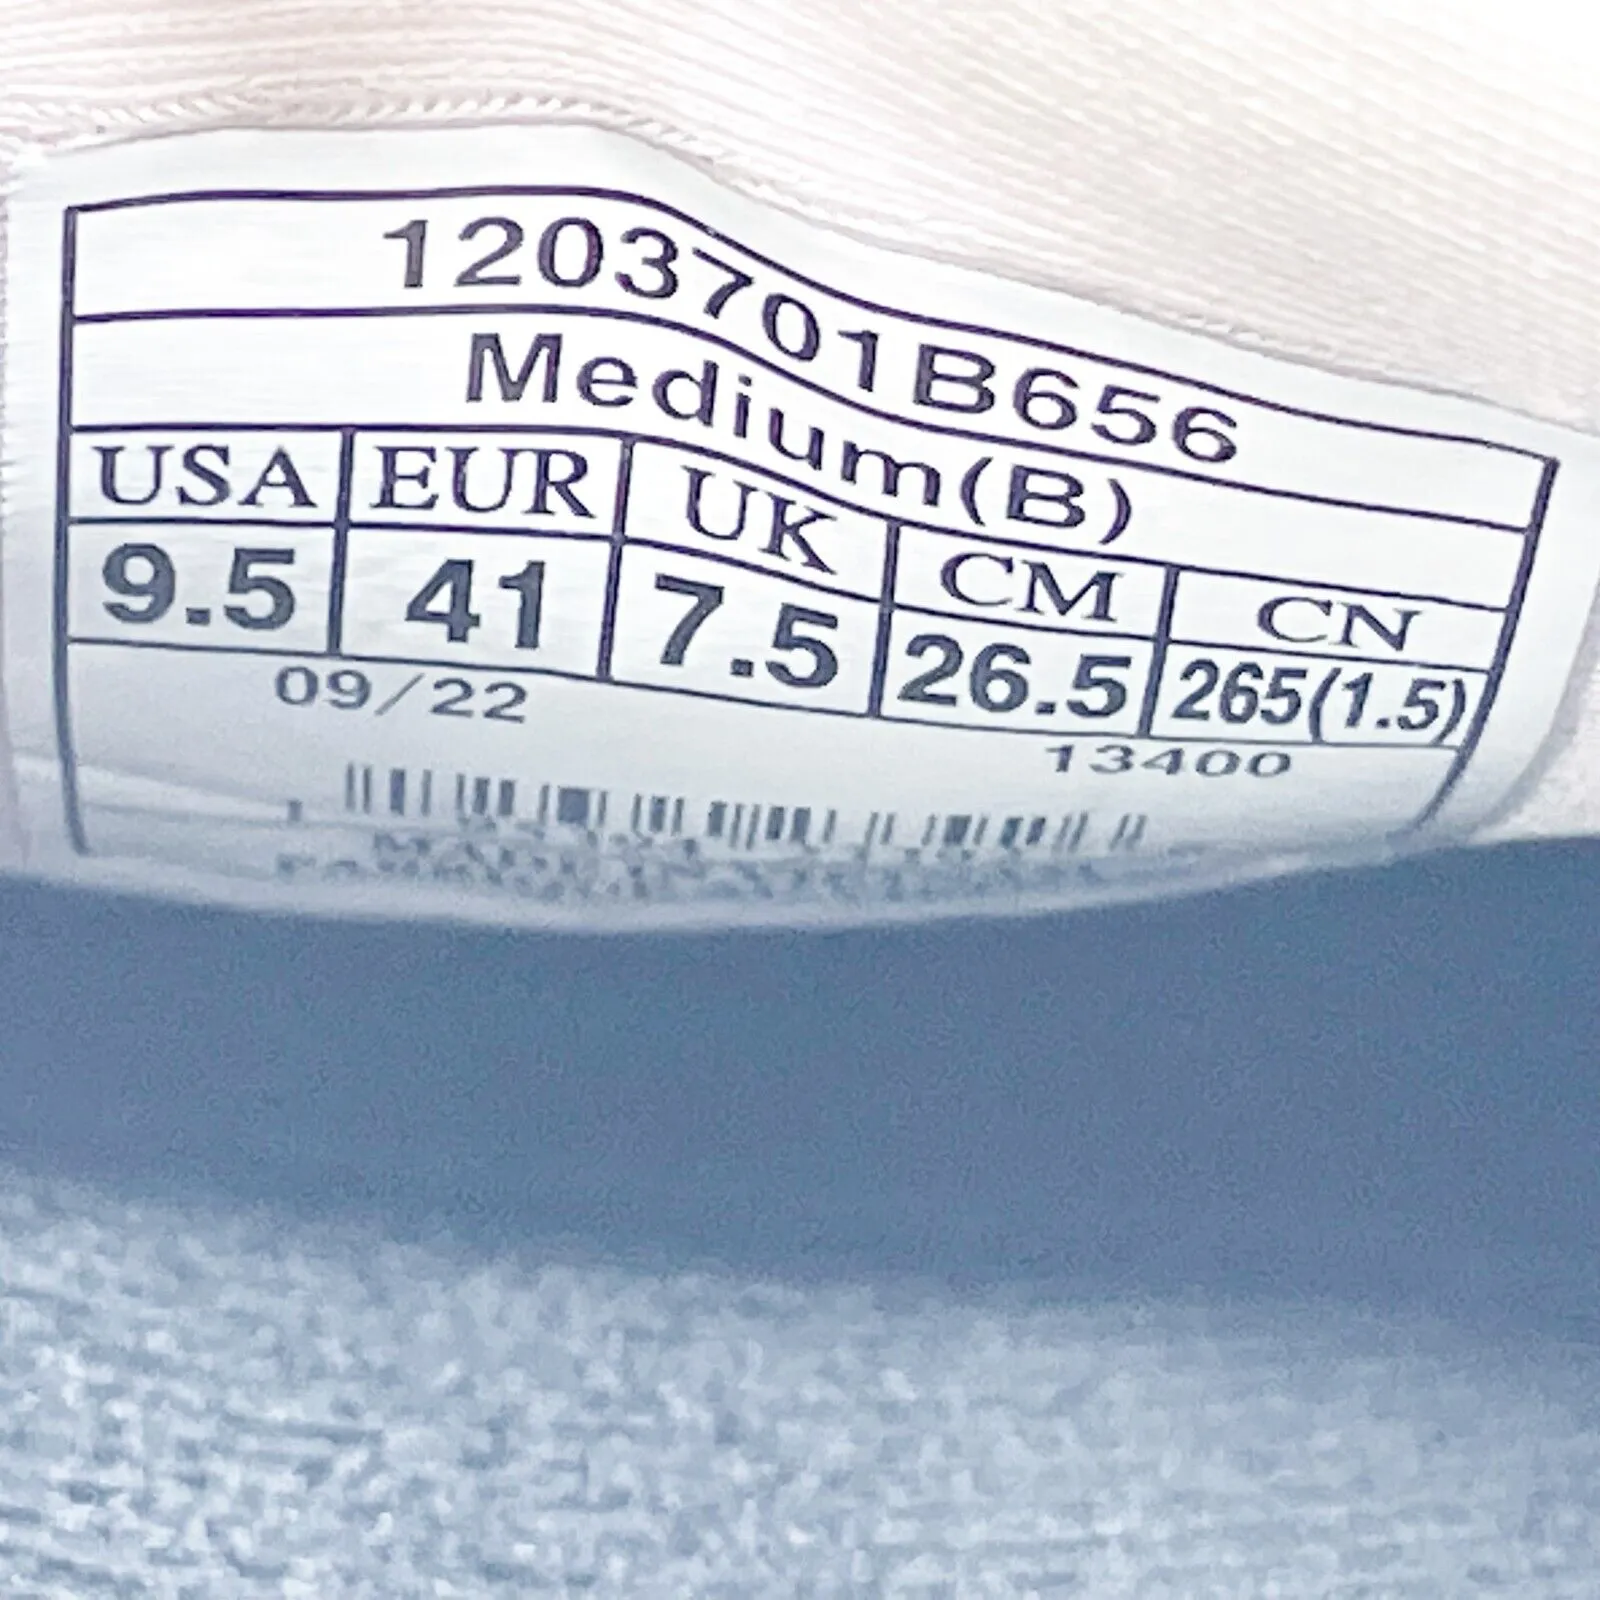 1203701B656
Medium(B)
USA EUR UK CM CN
9.5 41 7.5 26.5 265(1.5)
09/22
13400